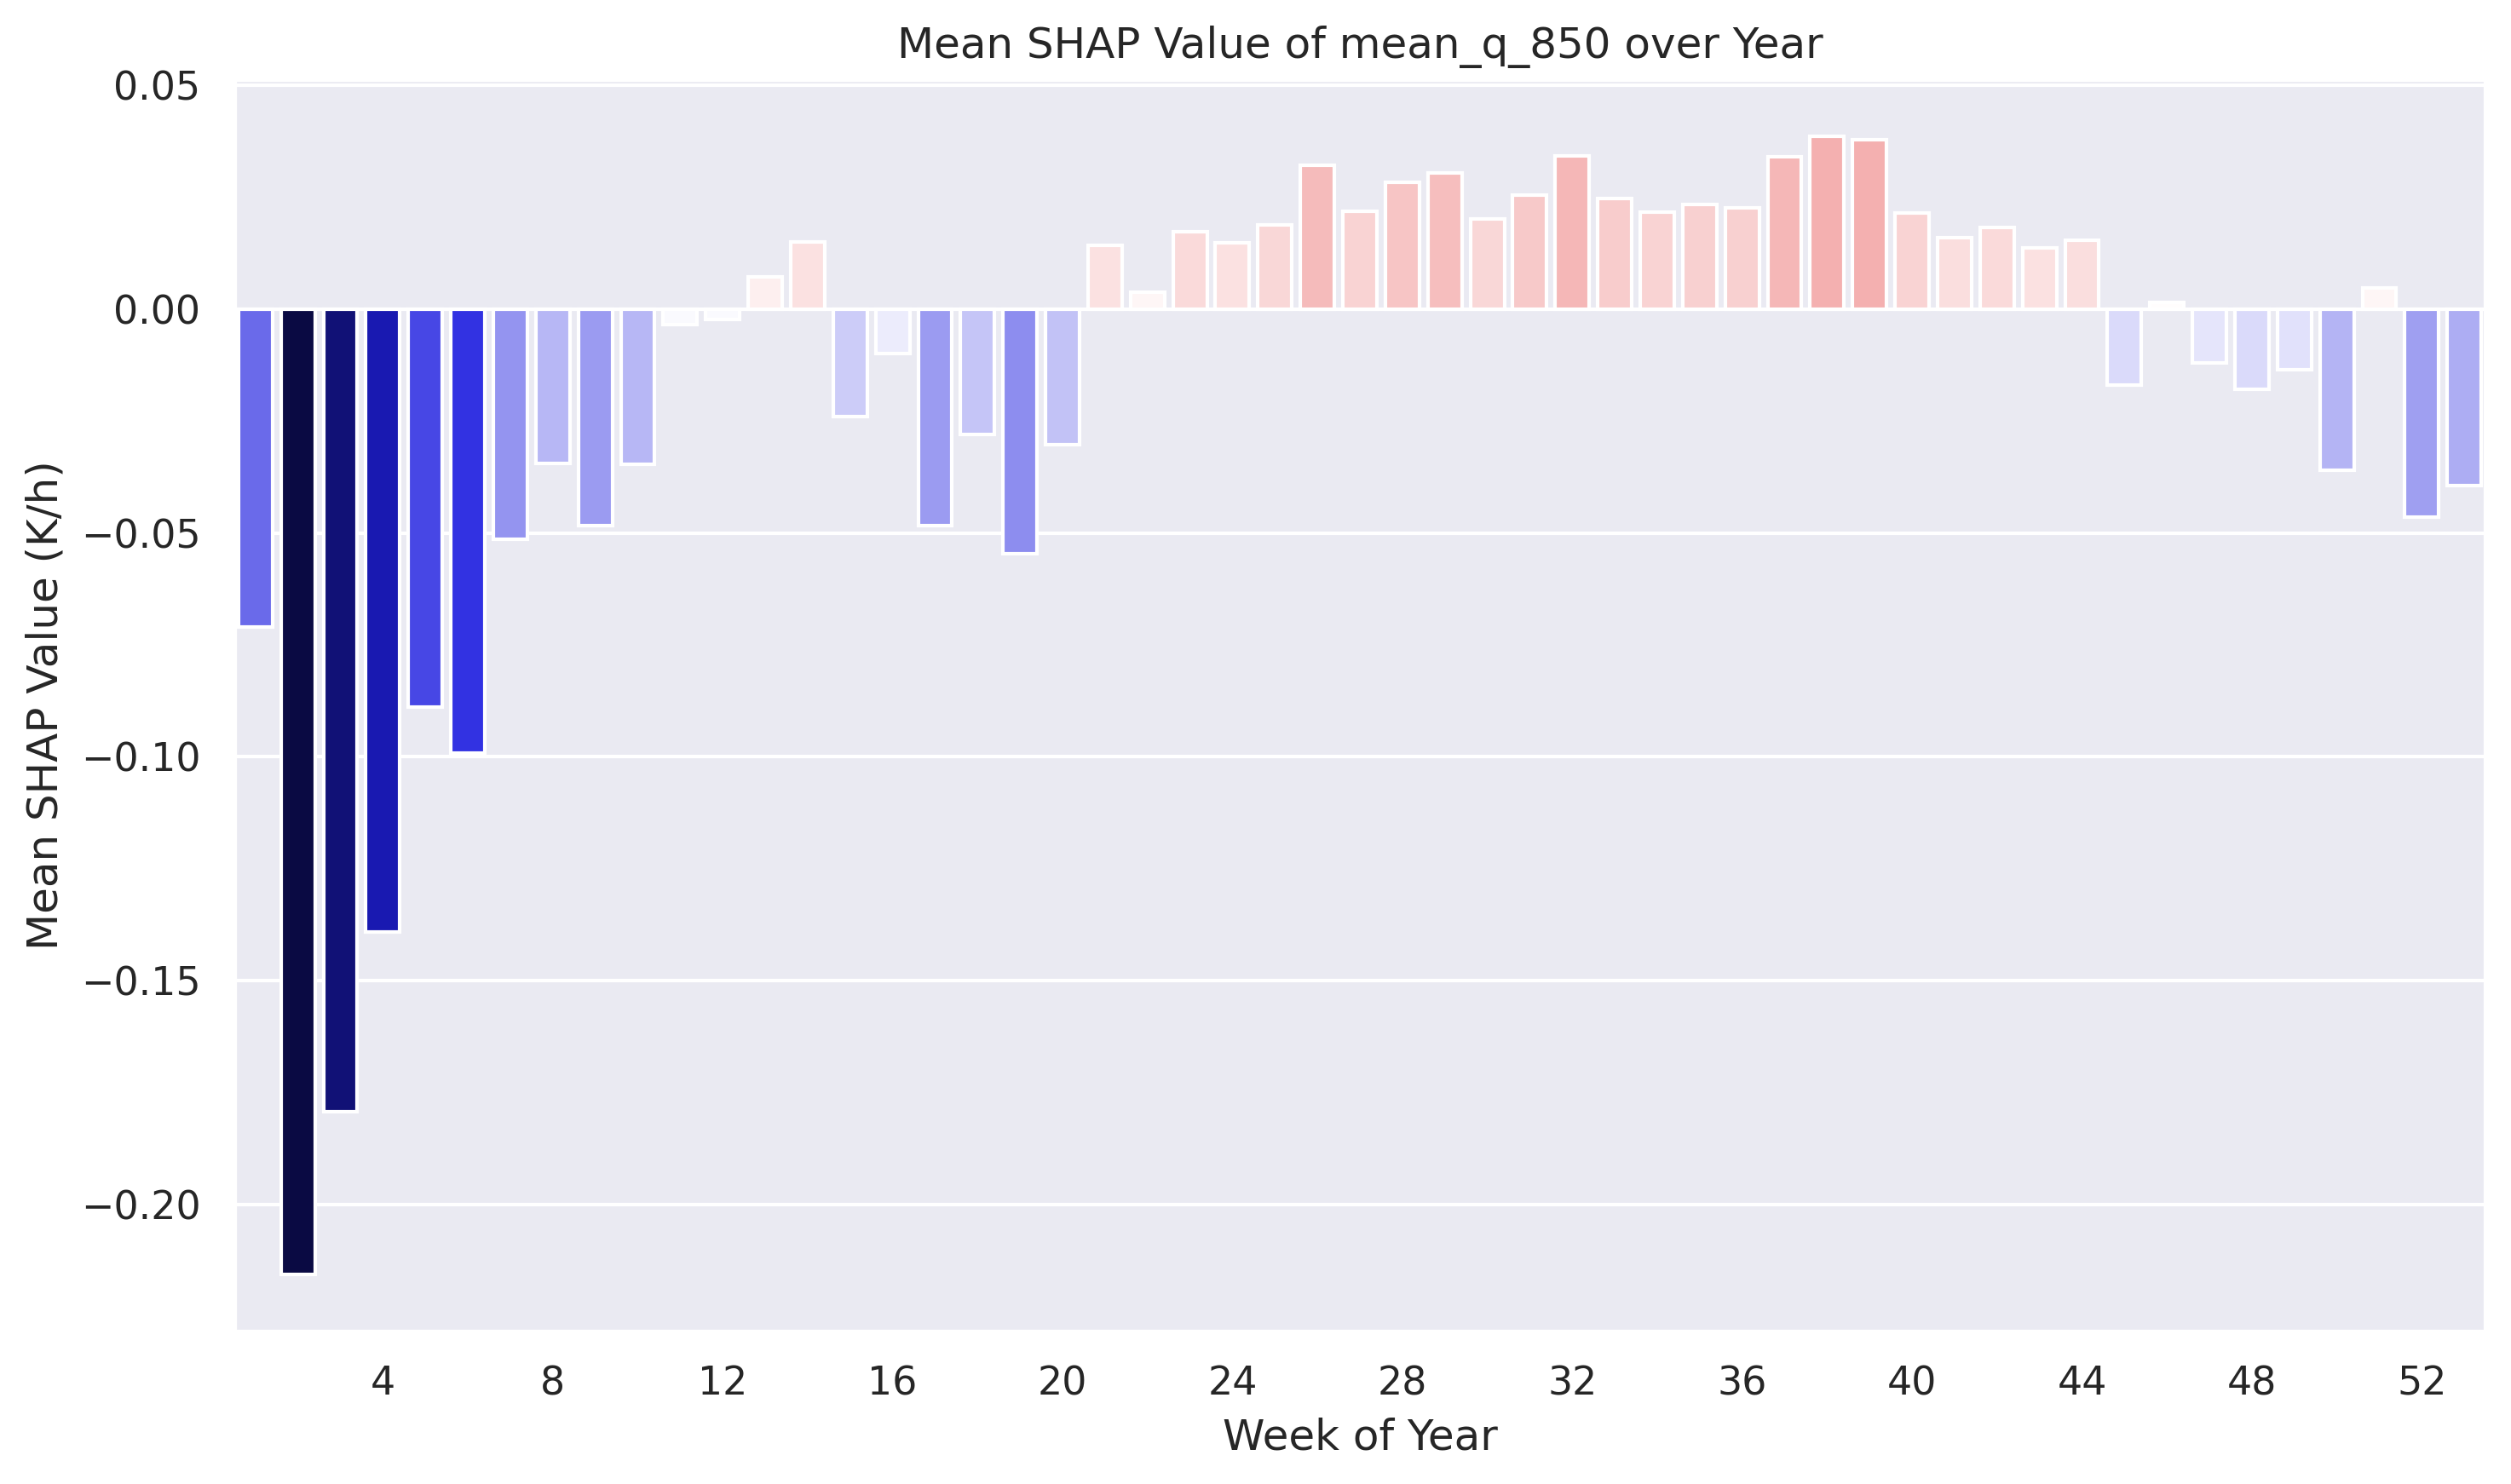 Mean SHAP Value of mean_q_850 over Year
0.05
0.00
−0.05
−0.10
−0.15
−0.20
Mean SHAP Value (K/h)
4 8 12 16 20 24 28 32 36 40 44 48 52
Week of Year